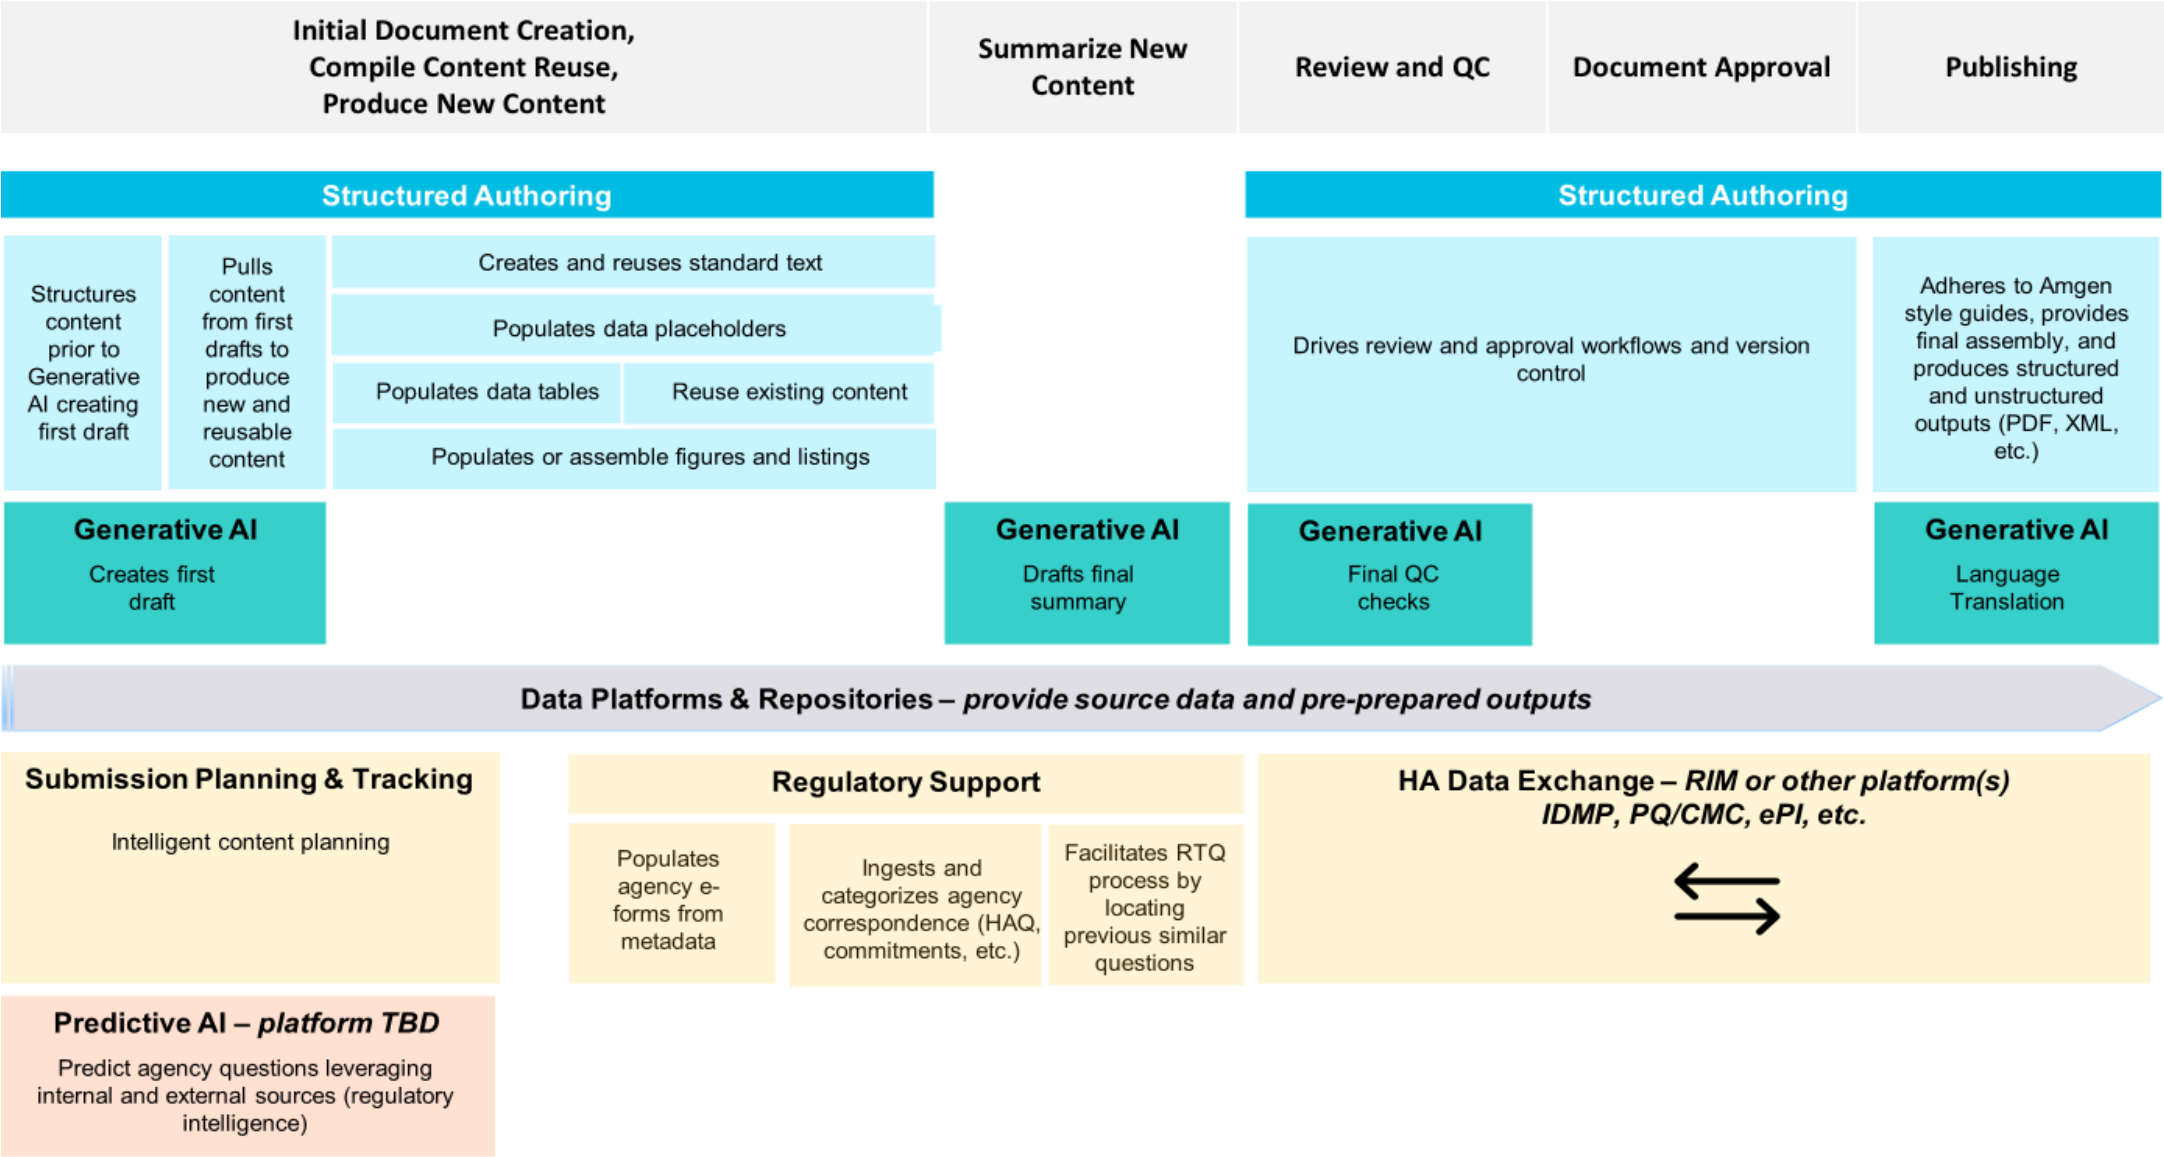 Initial Document Creation,
Compile Content Reuse,
Produce New Content
Summarize New
Content
Review and QC
Document Approval
Publishing
Structured Authoring
Structured Authoring
Structures
content
prior to
Generative
AI creating
first draft
Pulls
content
from first
drafts to
produce
new and
reusable
content
Creates and reuses standard text
Populates data placeholders
Populates data tables
Reuse existing content
Populates or assemble figures and listings
Drives review and approval workflows and version
control
Adheres to Amgen
style guides, provides
final assembly, and
produces structured
and unstructured
outputs (PDF, XML,
etc.)
Generative AI
Creates first
draft
Generative AI
Drafts final
summary
Generative AI
Final QC
checks
Generative AI
Language
Translation
Data Platforms & Repositories – provide source data and pre-prepared outputs
Submission Planning & Tracking
Intelligent content planning
Regulatory Support
Populates
agency e-
forms from
metadata
Ingests and
categorizes agency
correspondence (HAQ,
commitments, etc.)
Facilitates RTQ
process by
locating
previous similar
questions
HA Data Exchange – RIM or other platform(s)
IDMP, PQ/CMC, ePI, etc.
Predictive AI – platform TBD
Predict agency questions leveraging
internal and external sources (regulatory
intelligence)